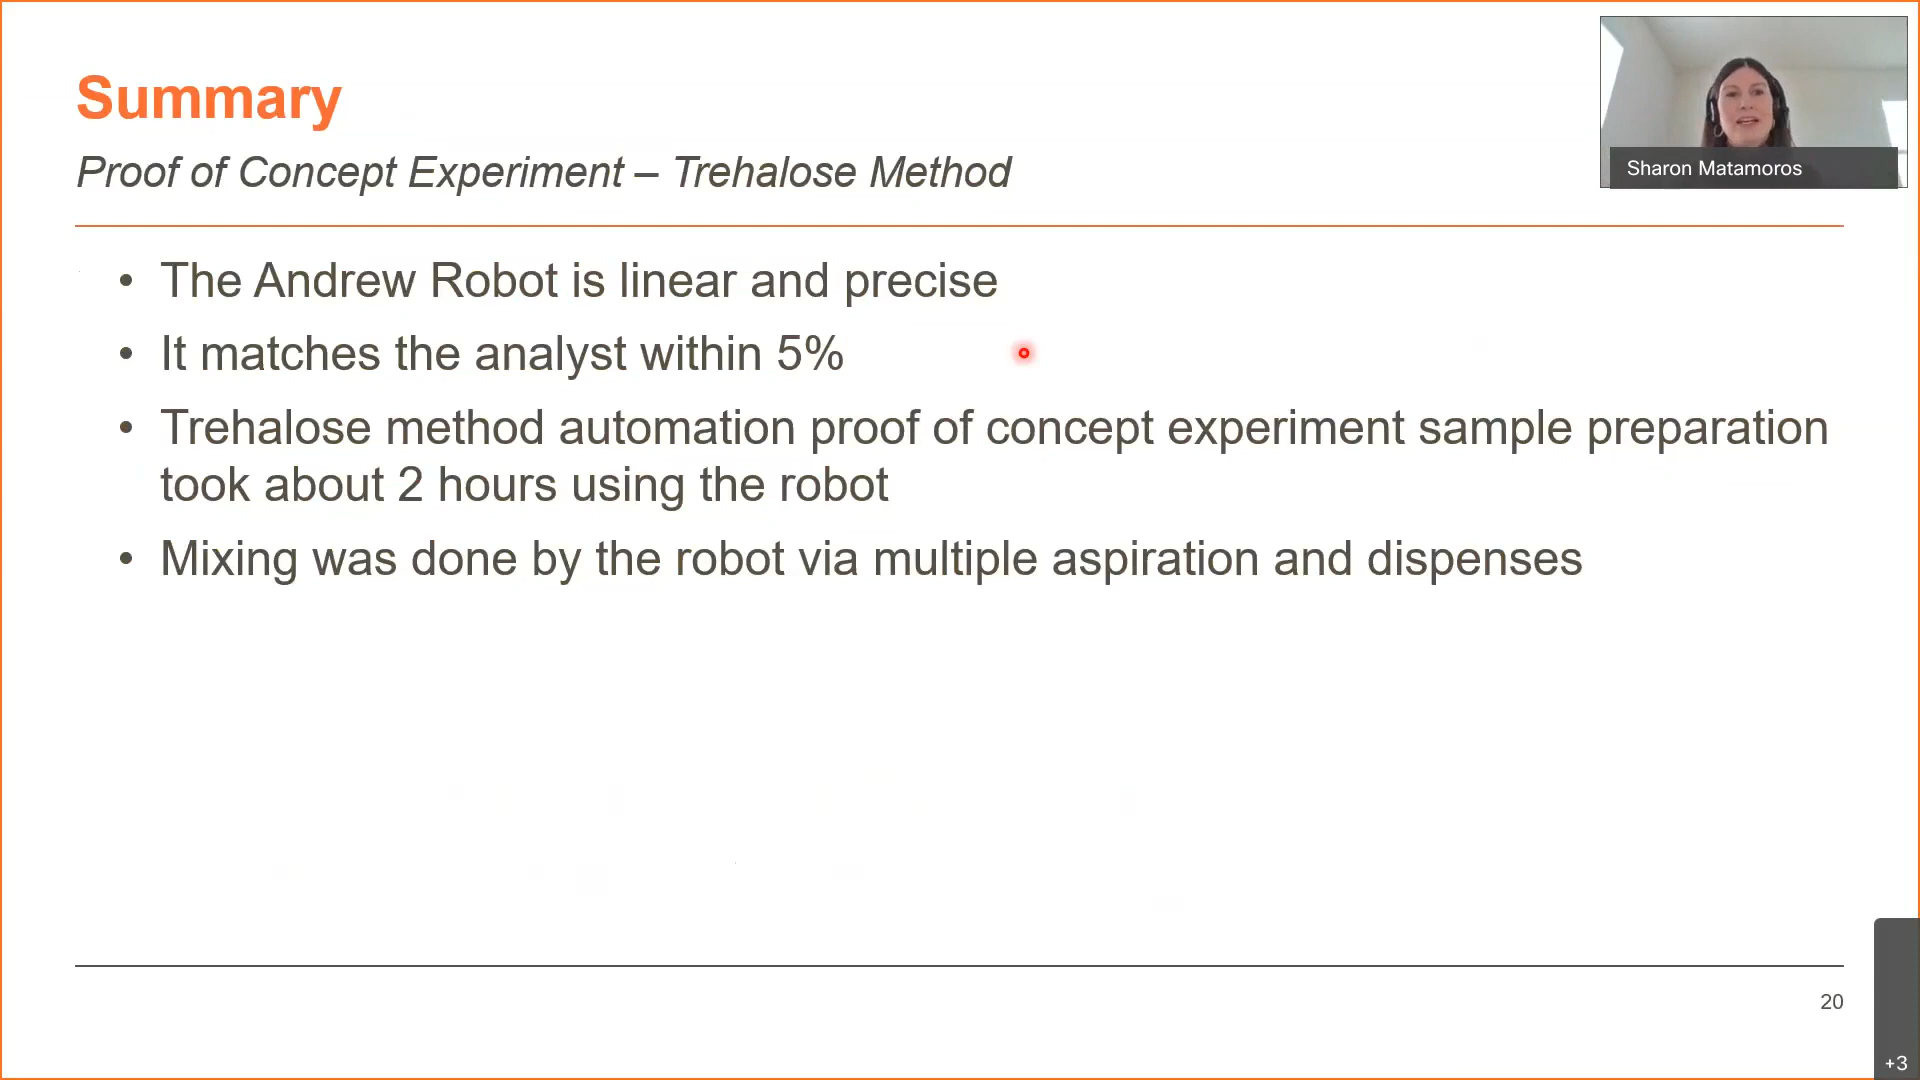 Summary
Proof of Concept Experiment – Trehalose Method
Sharon Matamoros
• The Andrew Robot is linear and precise
• It matches the analyst within 5%
• Trehalose method automation proof of concept experiment sample preparation
took about 2 hours using the robot
• Mixing was done by the robot via multiple aspiration and dispenses
20
+3